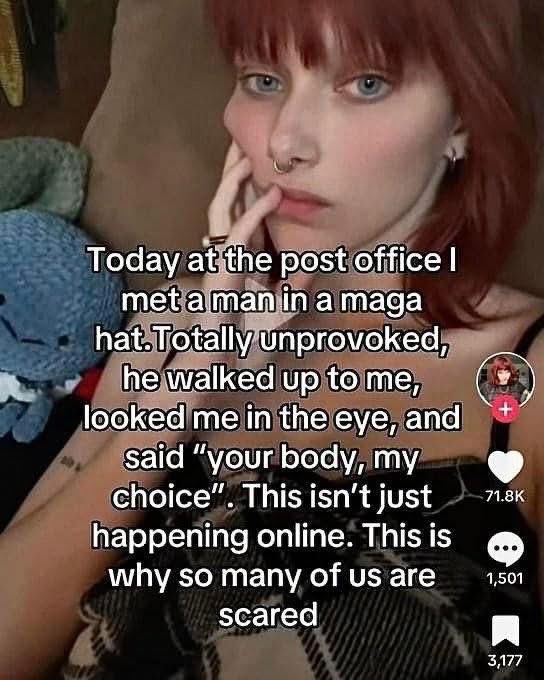 Today at the post office I
met a man in a maga
hat.Totally unprovoked,
he walked up to me,
looked me in the eye, and
said “your body, my
choice”. This isn’t just
happening online. This is
why so many of us are
scared
71.8K
1,501
3,177